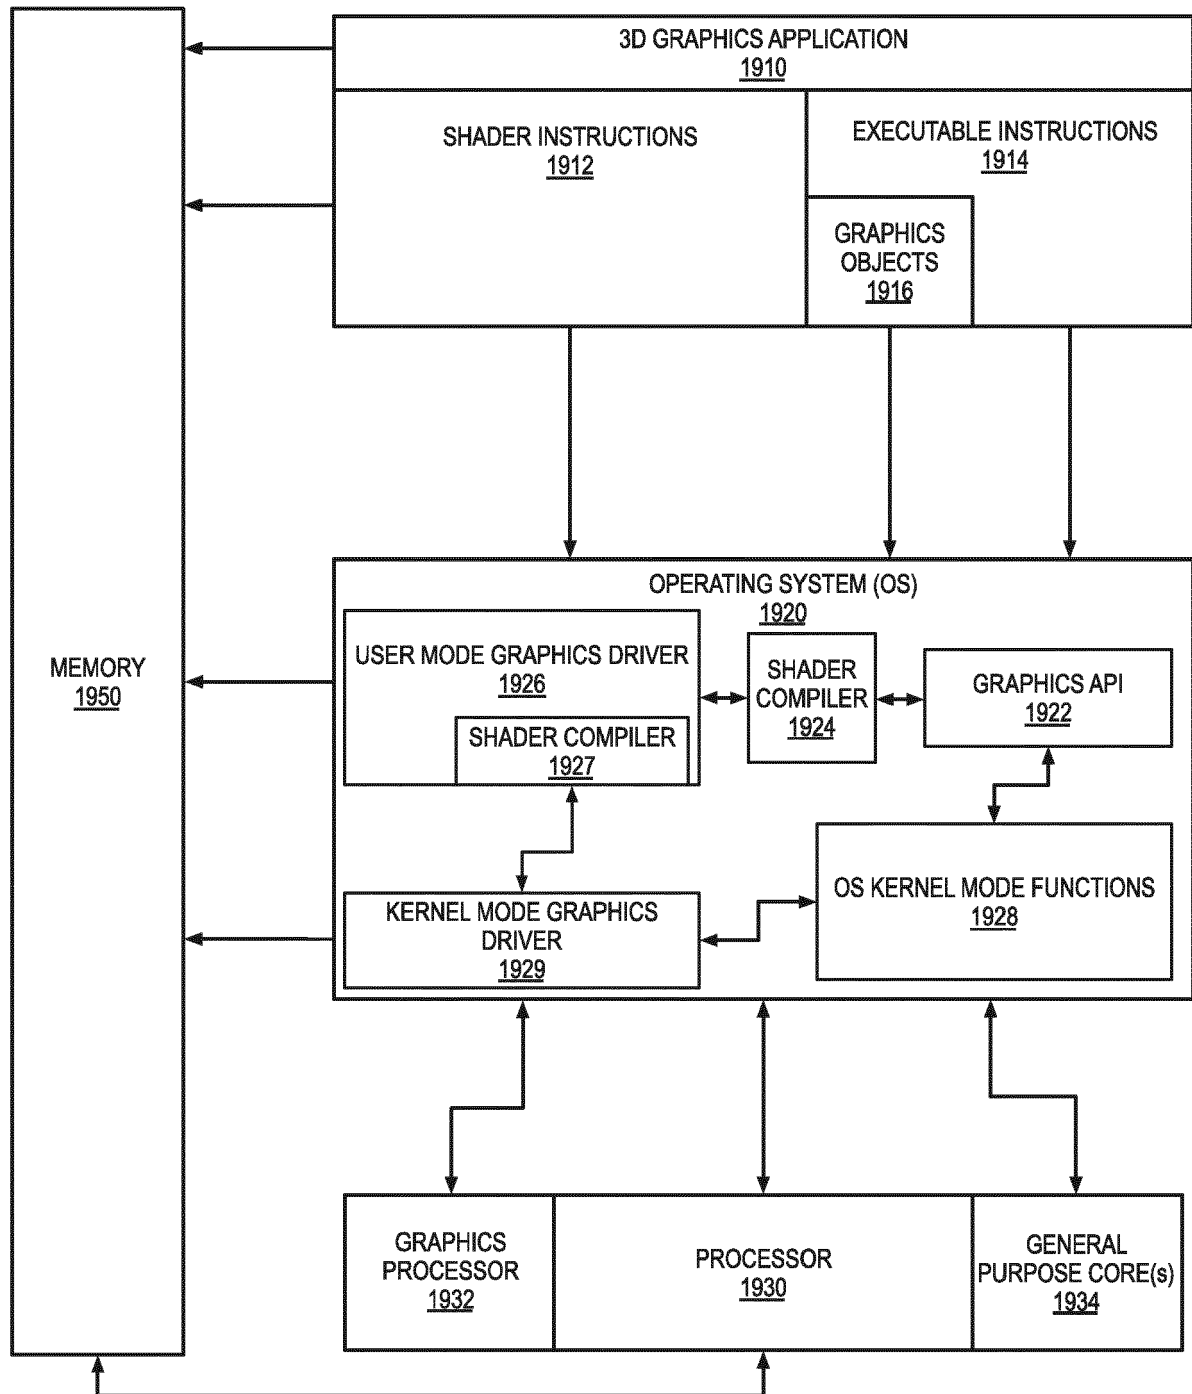 3D GRAPHICS APPLICATION
1910
SHADER INSTRUCTIONS
1912
EXECUTABLE INSTRUCTIONS
1914
GRAPHICS
OBJECTS
1916
MEMORY
1950
OPERATING SYSTEM (OS)
1920
USER MODE GRAPHICS DRIVER
1926
SHADER COMPILER
1927
SHADER
COMPILER
1924
GRAPHICS API
1922
KERNEL MODE GRAPHICS
DRIVER
1929
OS KERNEL MODE FUNCTIONS
1928
GRAPHICS
PROCESSOR
1932
PROCESSOR
1930
GENERAL
PURPOSE CORE(s)
1934